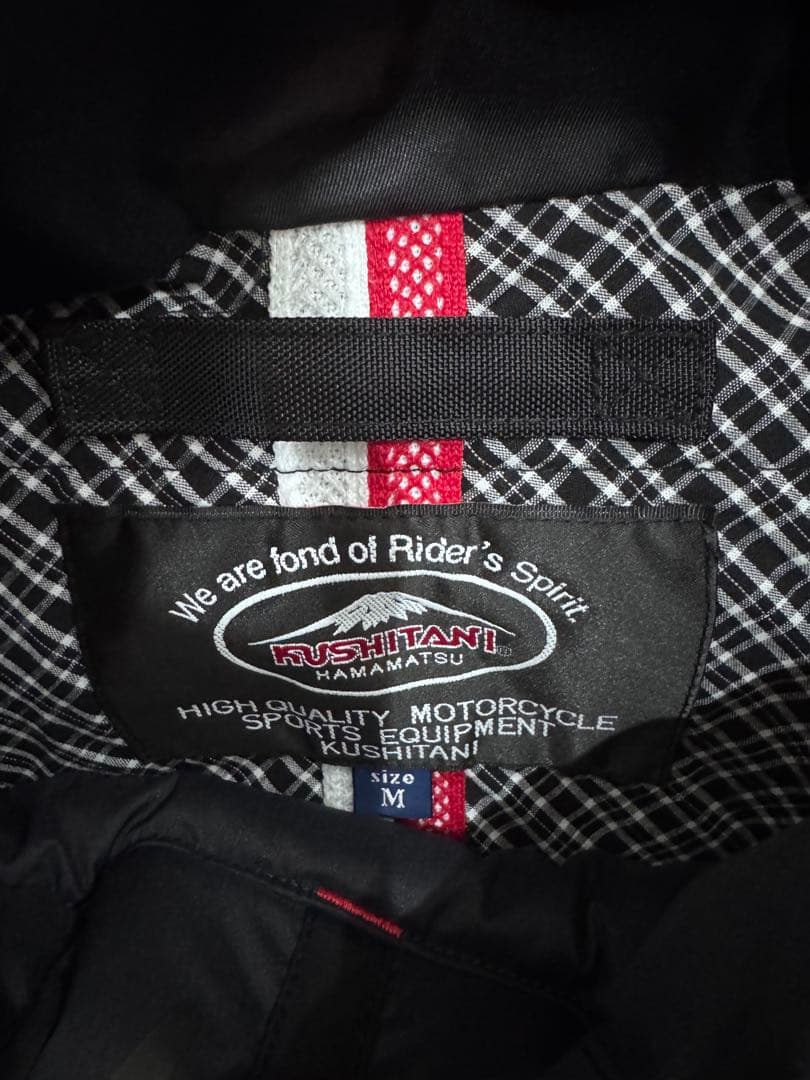 We are fond of Rider's Spirit.
KUSHITANI®
HAMAMATSU
HIGH QUALITY MOTORCYCLE
SPORTS EQUIPMENT
KUSHITANI
size
M